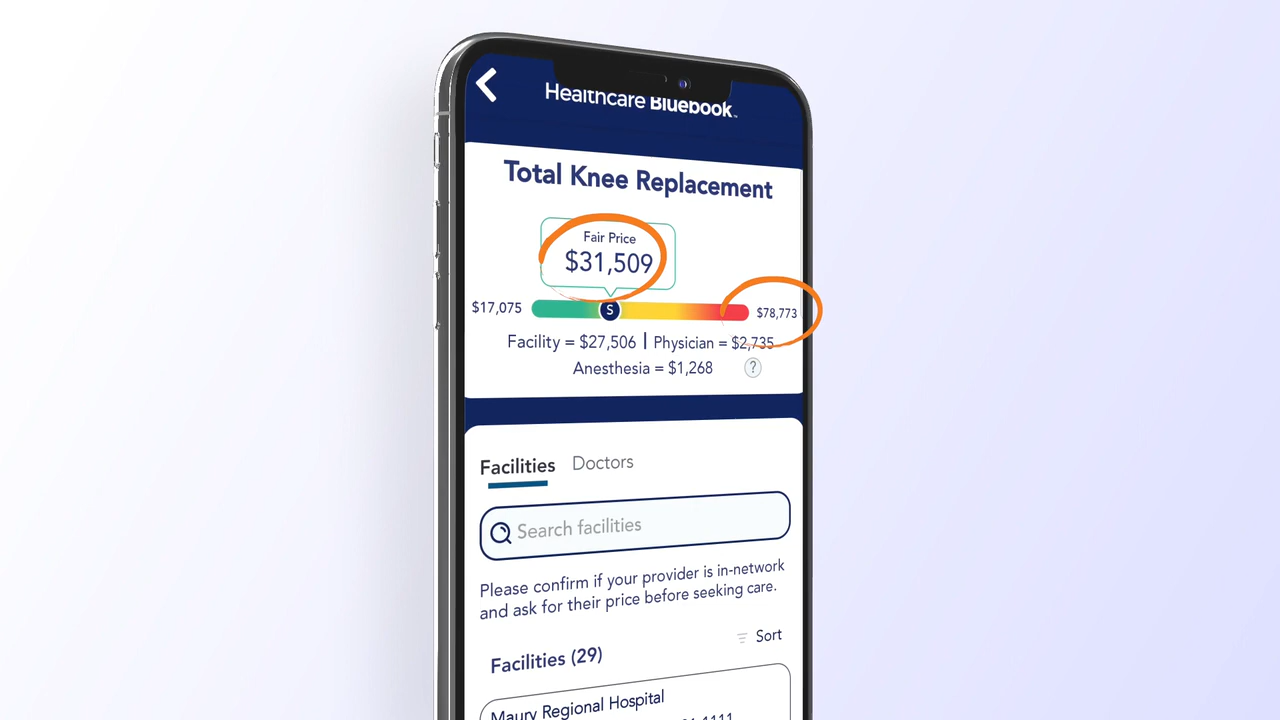 Healthcare Bluebook™
Total Knee Replacement
Fair Price
$31,509
$17,075
S
$78,773
Facility = $27,506 | Physician = $2,735
Anesthesia = $1,268
?
Facilities Doctors
Search facilities
Please confirm if your provider is in-network
and ask for their price before seeking care.
Sort
Facilities (29)
Maury Regional Hospital
1111